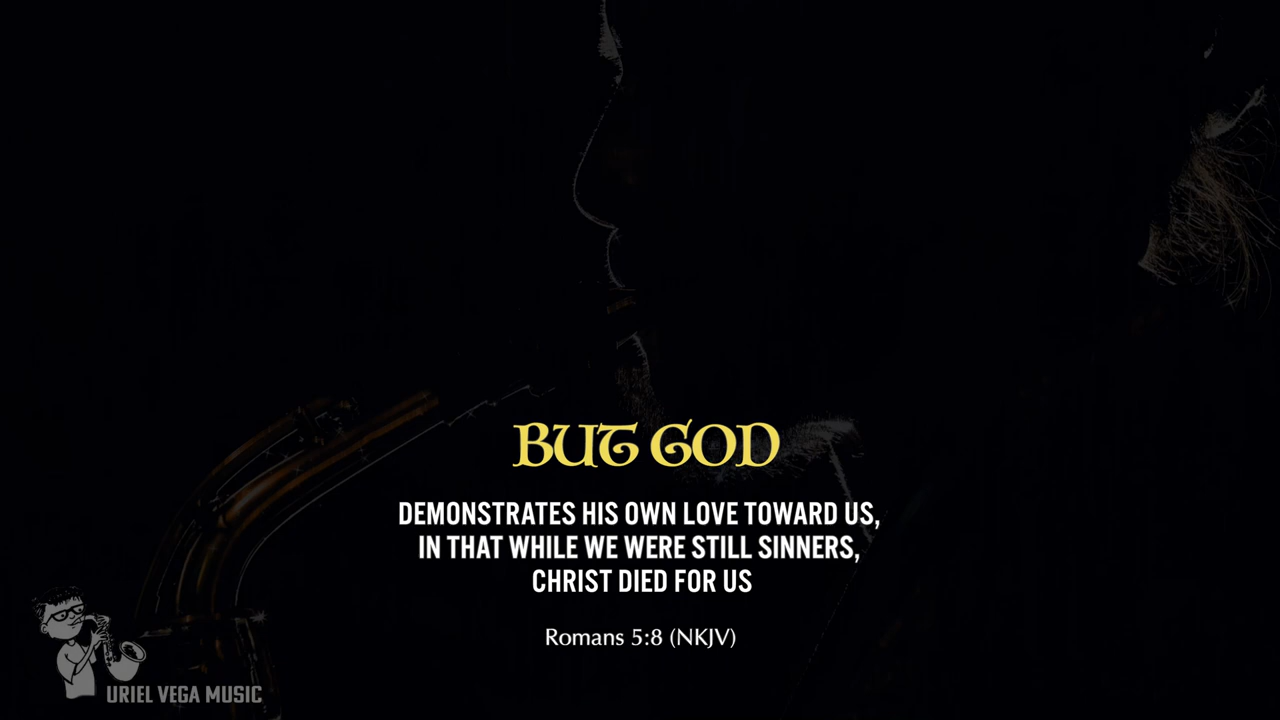 BUT GOD
DEMONSTRATES HIS OWN LOVE TOWARD US,
IN THAT WHILE WE WERE STILL SINNERS,
CHRIST DIED FOR US
Romans 5:8 (NKJV)
URIEL VEGA MUSIC